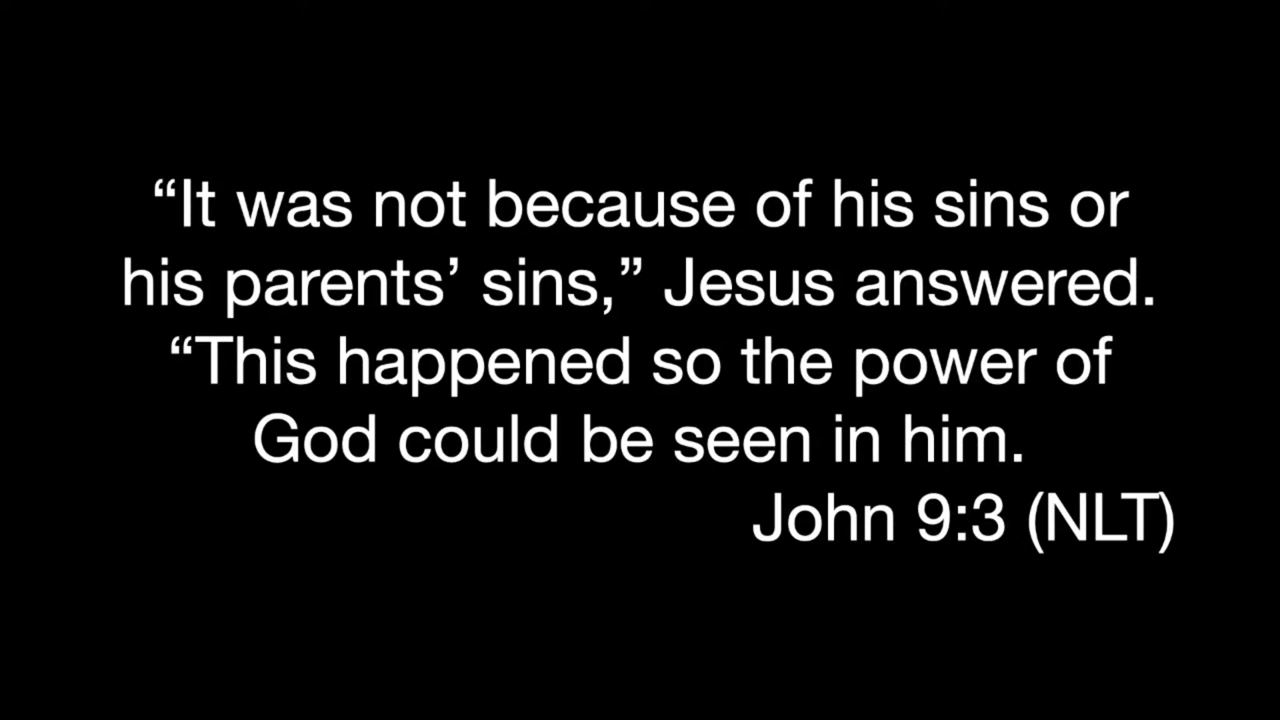 “It was not because of his sins or
his parents’ sins,” Jesus answered.
“This happened so the power of
God could be seen in him.
John 9:3 (NLT)